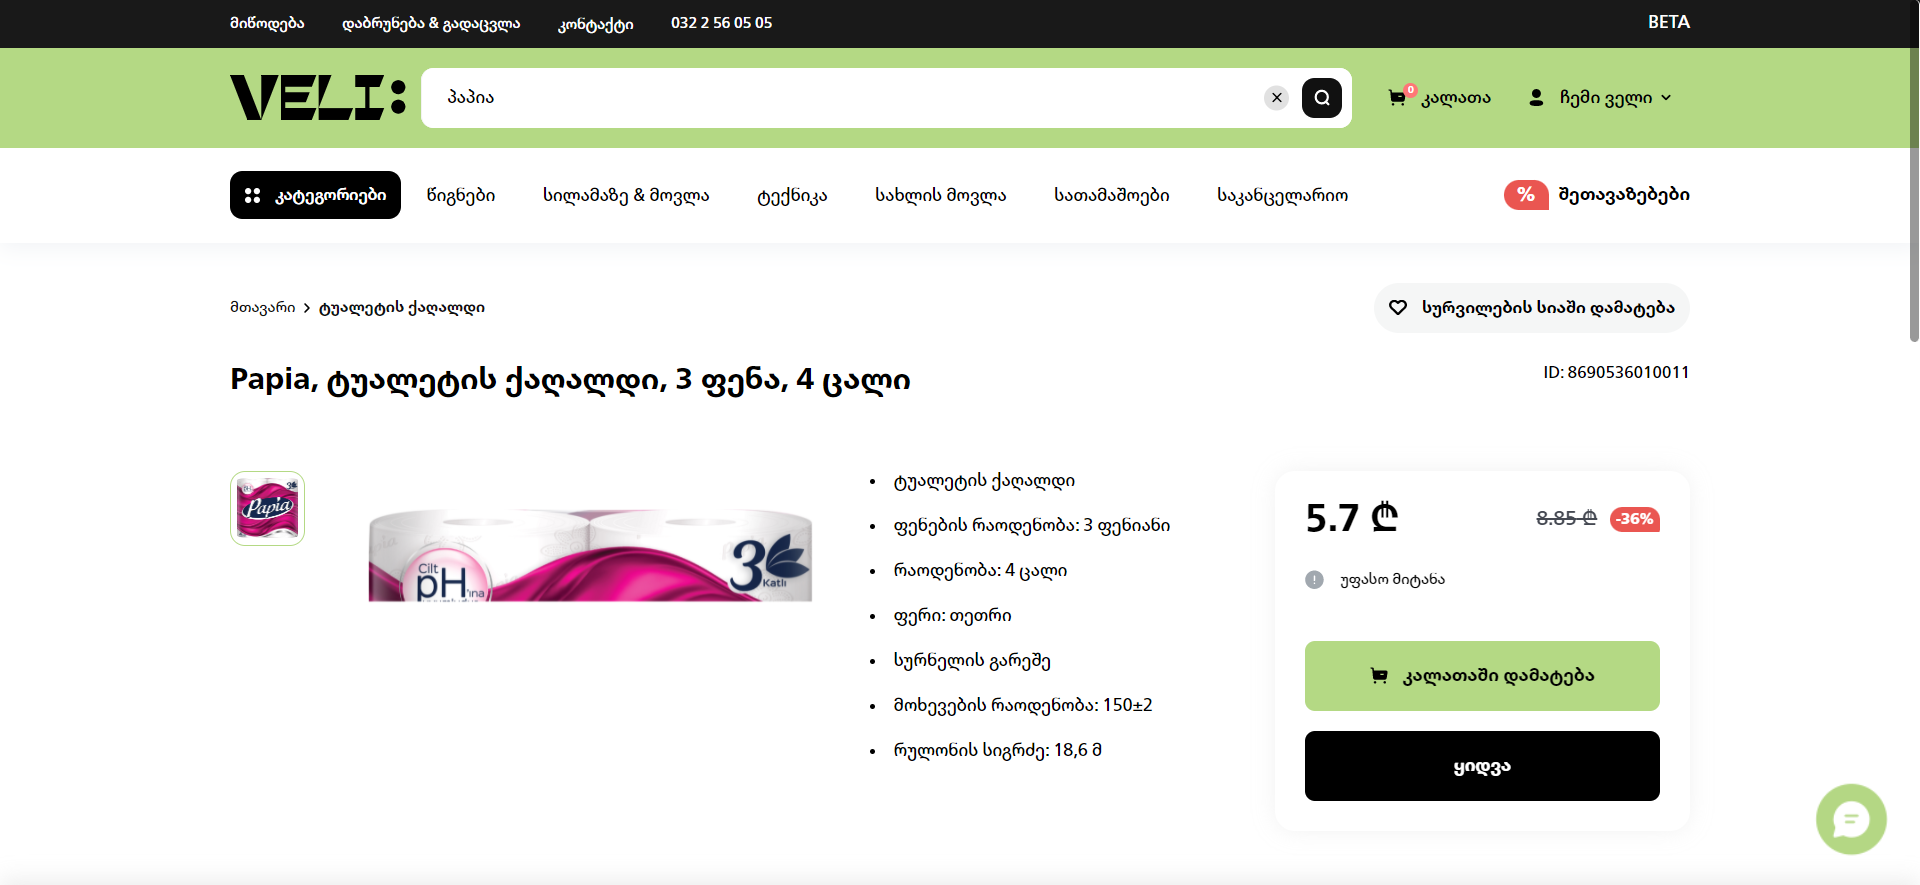 მიწოდება დაბრუნება & გადაცვლა კონტაქტი 032 2 56 05 05 BETA
VELI:
პაპია
0 კალათა ჩემი ველი
კატეგორიები წიგნები სილამაზე & მოვლა ტექნიკა სახლის მოვლა სათამაშოები საკანცელარიო % შეთავაზებები
მთავარი > ტუალეტის ქაღალდი
სურვილების სიაში დამატება
Papia, ტუალეტის ქაღალდი, 3 ფენა, 4 ცალი
ID: 8690536010011
Papia
3 Katlı
Cilt
pH'ına
• ტუალეტის ქაღალდი
• ფენების რაოდენობა: 3 ფენიანი
• რაოდენობა: 4 ცალი
• ფერი: თეთრი
• სურნელის გარეშე
• მოხევების რაოდენობა: 150±2
• რულონის სიგრძე: 18,6 მ
5.7 ₾ 8.85 ₾ -36%
უფასო მიტანა
კალათაში დამატება
ყიდვა